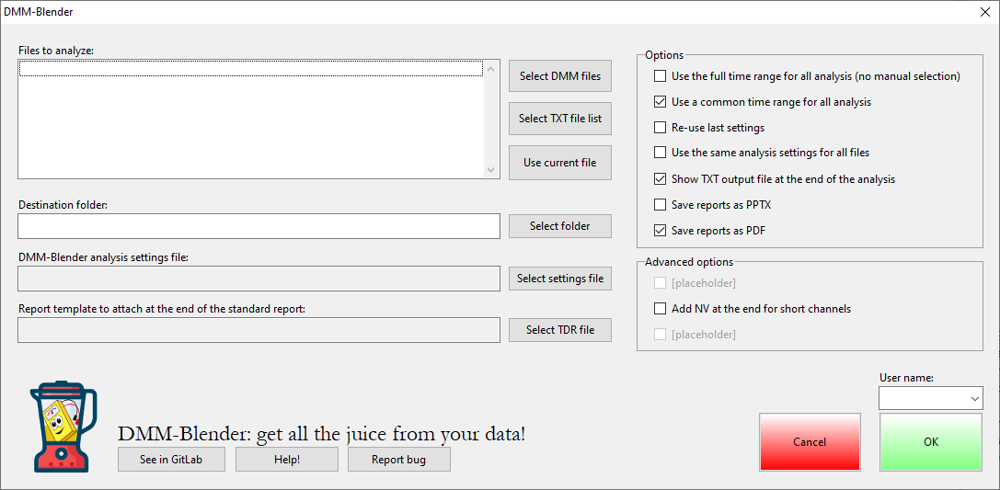 DMM-Blender
Files to analyze:
Select DMM files
Select TXT file list
Use current file
Destination folder:
Select folder
DMM-Blender analysis settings file:
Select settings file
Report template to attach at the end of the standard report:
Select TDR file
Options
Use the full time range for all analysis (no manual selection)
Use a common time range for all analysis
Re-use last settings
Use the same analysis settings for all files
Show TXT output file at the end of the analysis
Save reports as PPTX
Save reports as PDF
Advanced options
[placeholder]
Add NV at the end for short channels
[placeholder]
DMM-Blender: get all the juice from your data!
See in GitLab
Help!
Report bug
User name:
Cancel
OK